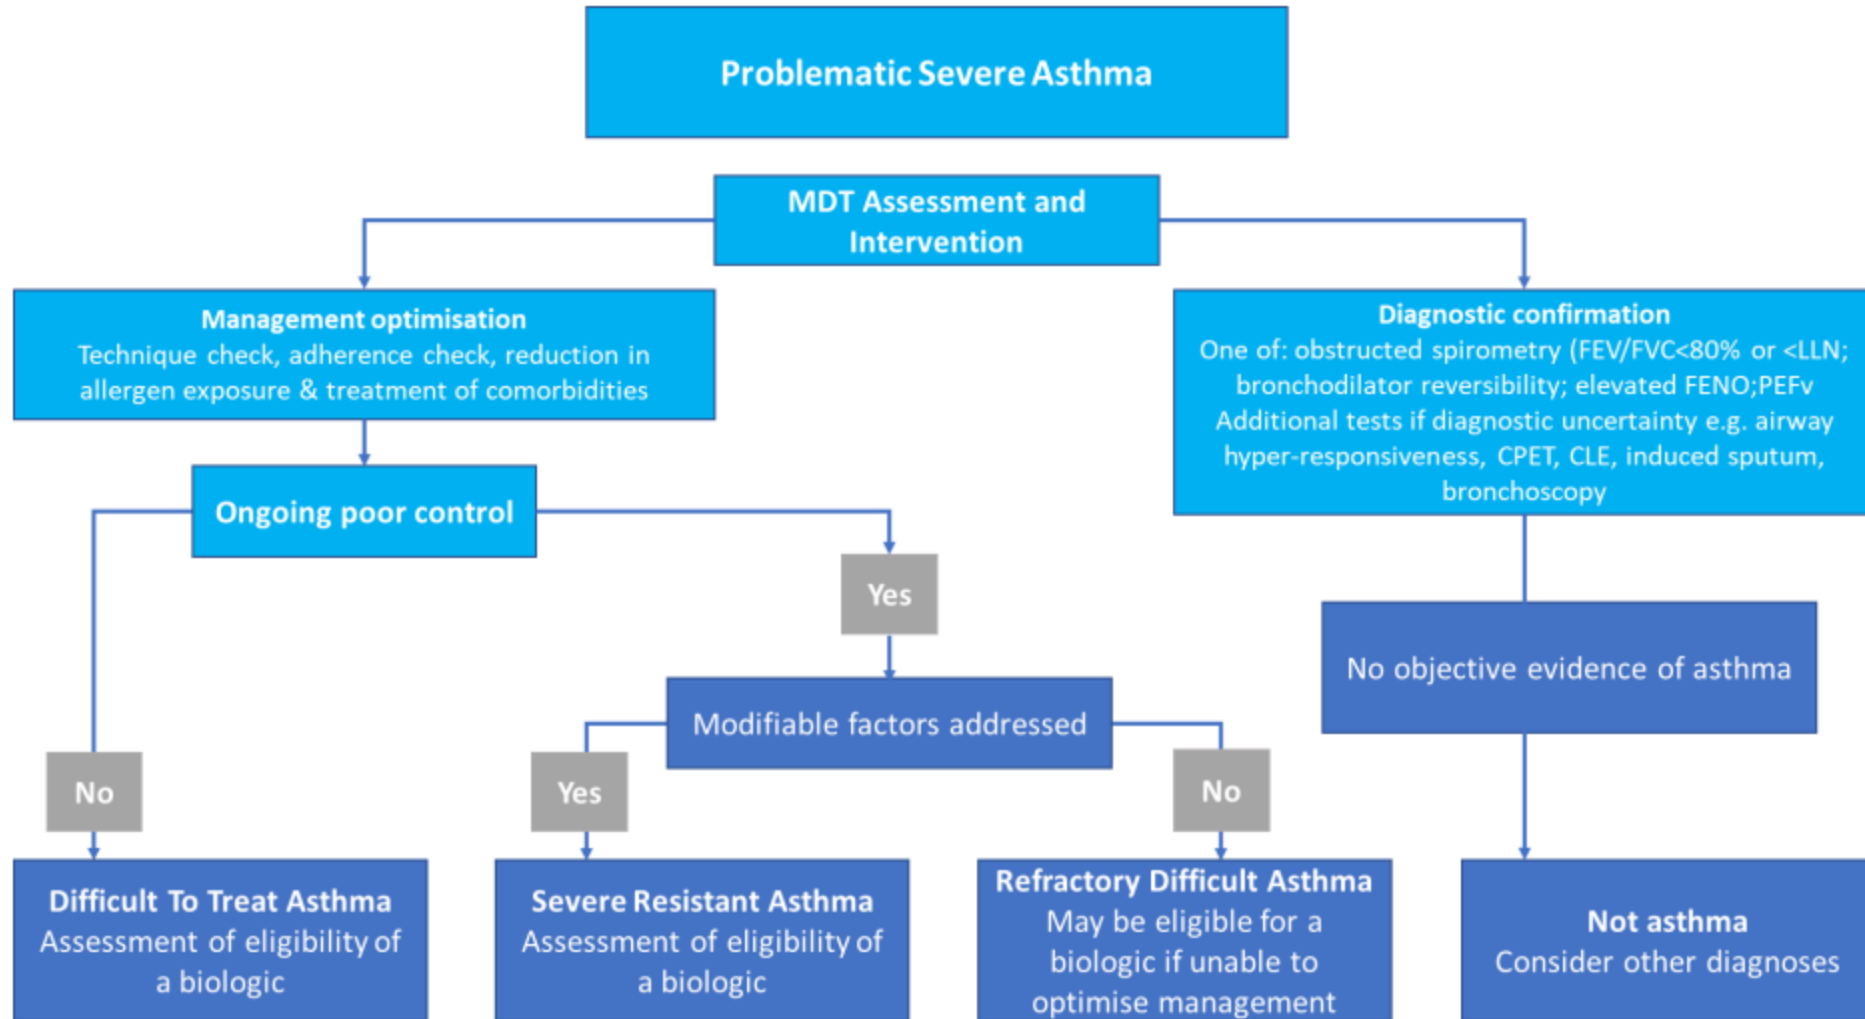 Problematic Severe Asthma
MDT Assessment and
Intervention
Management optimisation
Technique check, adherence check, reduction in
allergen exposure & treatment of comorbidities
Diagnostic confirmation
One of: obstructed spirometry (FEV/FVC<80% or <LLN;
bronchodilator reversibility; elevated FENO;PEFv
Additional tests if diagnostic uncertainty e.g. airway
hyper-responsiveness, CPET, CLE, induced sputum,
bronchoscopy
Ongoing poor control
Yes
No objective evidence of asthma
Modifiable factors addressed
No
Yes
No
Difficult To Treat Asthma
Assessment of eligibility of
a biologic
Severe Resistant Asthma
Assessment of eligibility of
a biologic
Refractory Difficult Asthma
May be eligible for a
biologic if unable to
optimise management
Not asthma
Consider other diagnoses